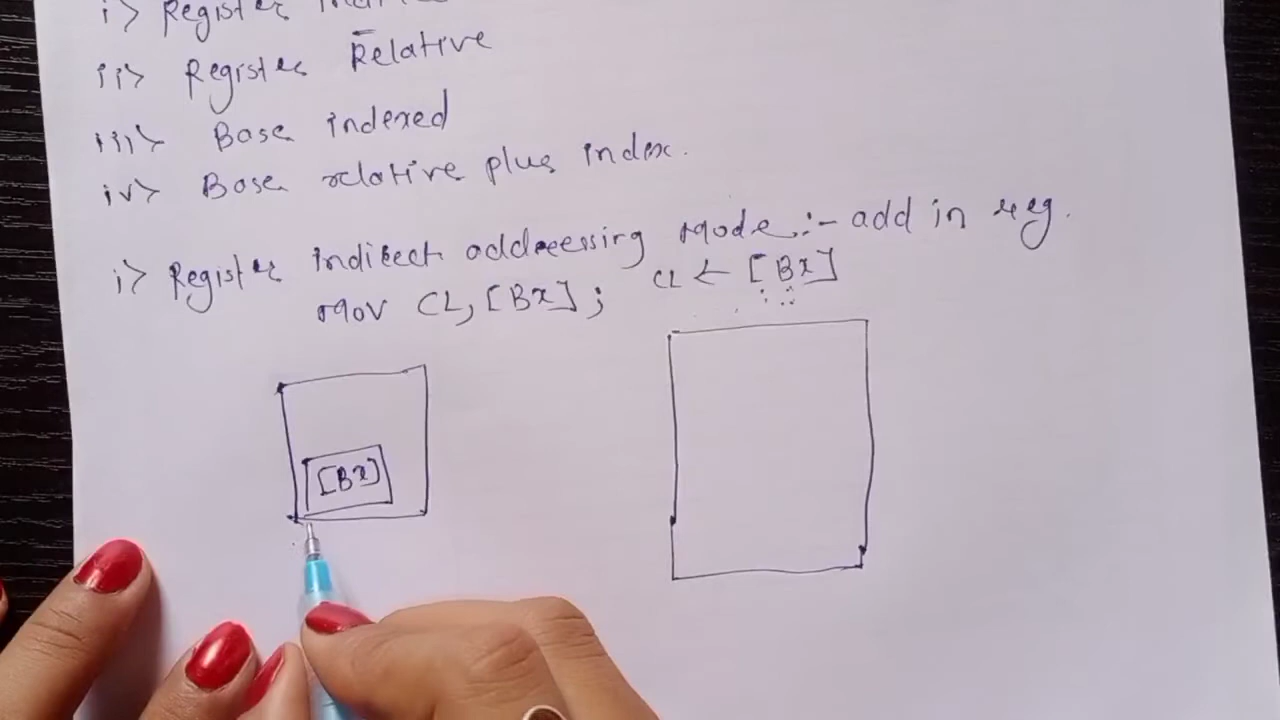 i> Register
ii> Register Relative
iii> Base indexed
iv> Base relative plus index.
i> Register indirect addressing mode :- add in reg.
mov CL, [Bx] ; CL ← [Bx]
[Bx]